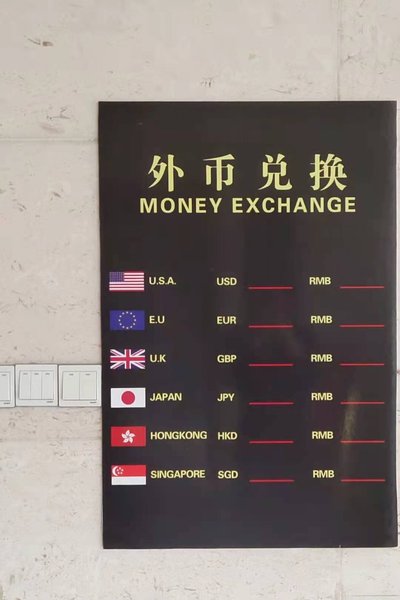 外币兑换
MONEY EXCHANGE
U.S.A. USD RMB
E.U EUR RMB
U.K GBP RMB
JAPAN JPY RMB
HONGKONG HKD RMB
SINGAPORE SGD RMB